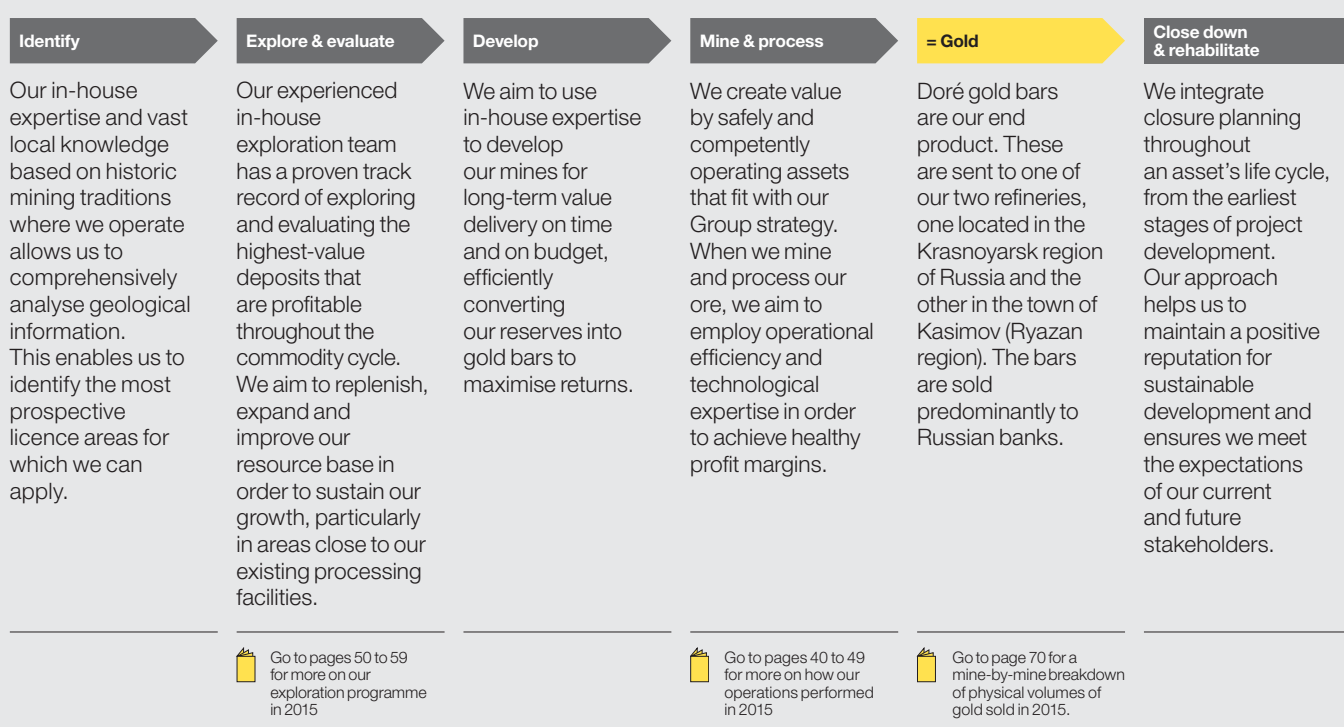 Identify
Our in-house
expertise and vast
local knowledge
based on historic
mining traditions
where we operate
allows us to
comprehensively
analyse geological
information.
This enables us to
identify the most
prospective
licence areas for
which we can
apply.
Explore & evaluate
Our experienced
in-house
exploration team
has a proven track
record of exploring
and evaluating the
highest-value
deposits that
are profitable
throughout the
commodity cycle.
We aim to replenish,
expand and
improve our
resource base in
order to sustain our
growth, particularly
in areas close to our
existing processing
facilities.
Go to pages 50 to 59
for more on our
exploration programme
in 2015
Develop
We aim to use
in-house expertise
to develop
our mines for
long-term value
delivery on time
and on budget,
efficiently
converting
our reserves into
gold bars to
maximise returns.
Mine & process
We create value
by safely and
competently
operating assets
that fit with our
Group strategy.
When we mine
and process our
ore, we aim to
employ operational
efficiency and
technological
expertise in order
to achieve healthy
profit margins.
Go to pages 40 to 49
for more on how our
operations performed
in 2015
= Gold
Doré gold bars
are our end
product. These
are sent to one of
our two refineries,
one located in the
Krasnoyarsk region
of Russia and the
other in the town of
Kasimov (Ryazan
region). The bars
are sold
predominantly to
Russian banks.
Go to page 70 for a
mine-by-mine breakdown
of physical volumes of
gold sold in 2015.
Close down
& rehabilitate
We integrate
closure planning
throughout
an asset's life cycle,
from the earliest
stages of project
development.
Our approach
helps us to
maintain a positive
reputation for
sustainable
development and
ensures we meet
the expectations
of our current
and future
stakeholders.